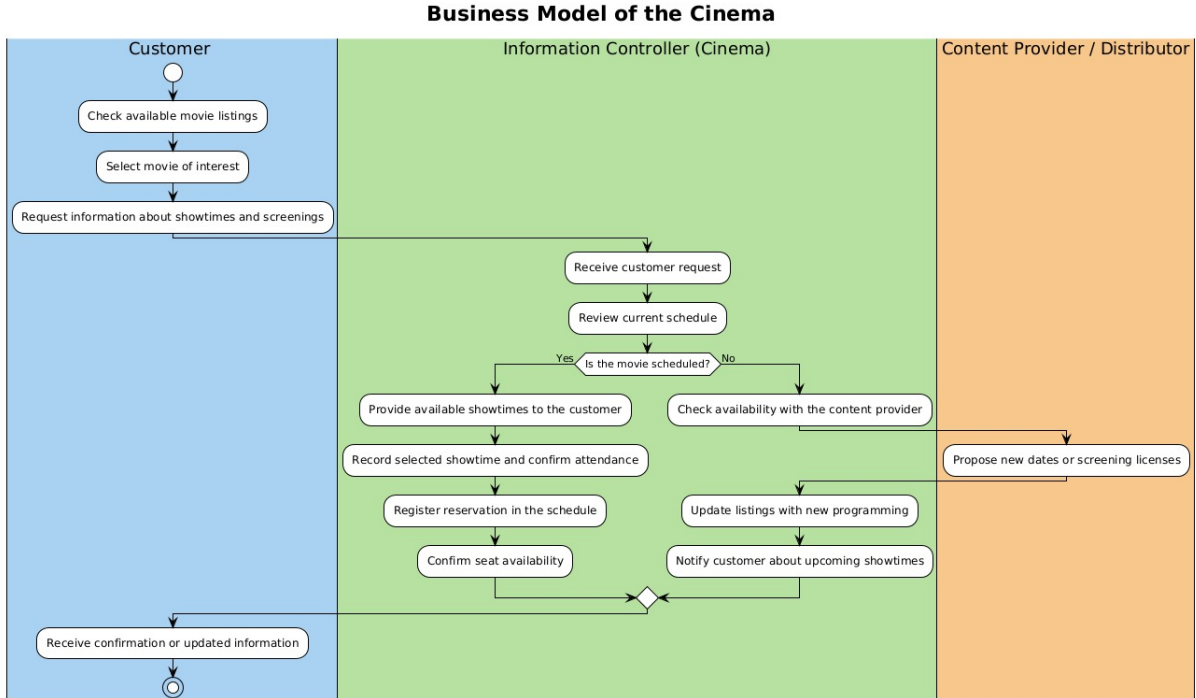 Business Model of the Cinema
Customer
Information Controller (Cinema)
Content Provider / Distributor
Check available movie listings
Select movie of interest
Request information about showtimes and screenings
Receive customer request
Review current schedule
Yes
Is the movie scheduled?
No
Provide available showtimes to the customer
Check availability with the content provider
Record selected showtime and confirm attendance
Propose new dates or screening licenses
Register reservation in the schedule
Update listings with new programming
Confirm seat availability
Notify customer about upcoming showtimes
Receive confirmation or updated information